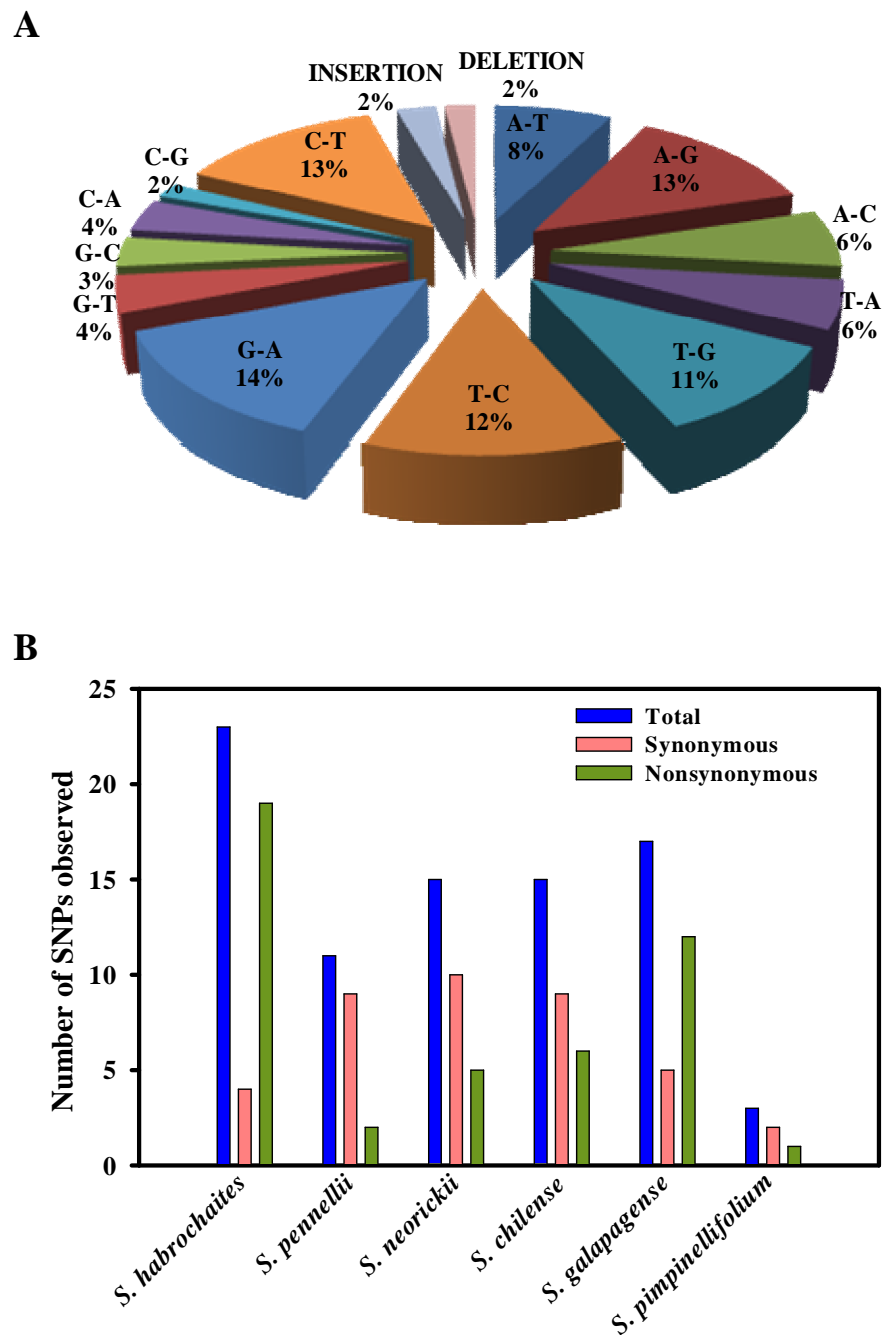 A
INSERTION
2%
DELETION
2%
A-T
8%
A-G
13%
A-C
6%
T-A
6%
T-G
11%
T-C
12%
G-A
14%
G-T
4%
G-C
3%
C-A
4%
C-G
2%
C-T
13%
B
Number of SNPs observed
25
20
15
10
5
0
Total
Synonymous
Nonsynonymous
S. habrochaites
S. pennellii
S. neorickii
S. chilense
S. galapagense
S. pimpinellifolium